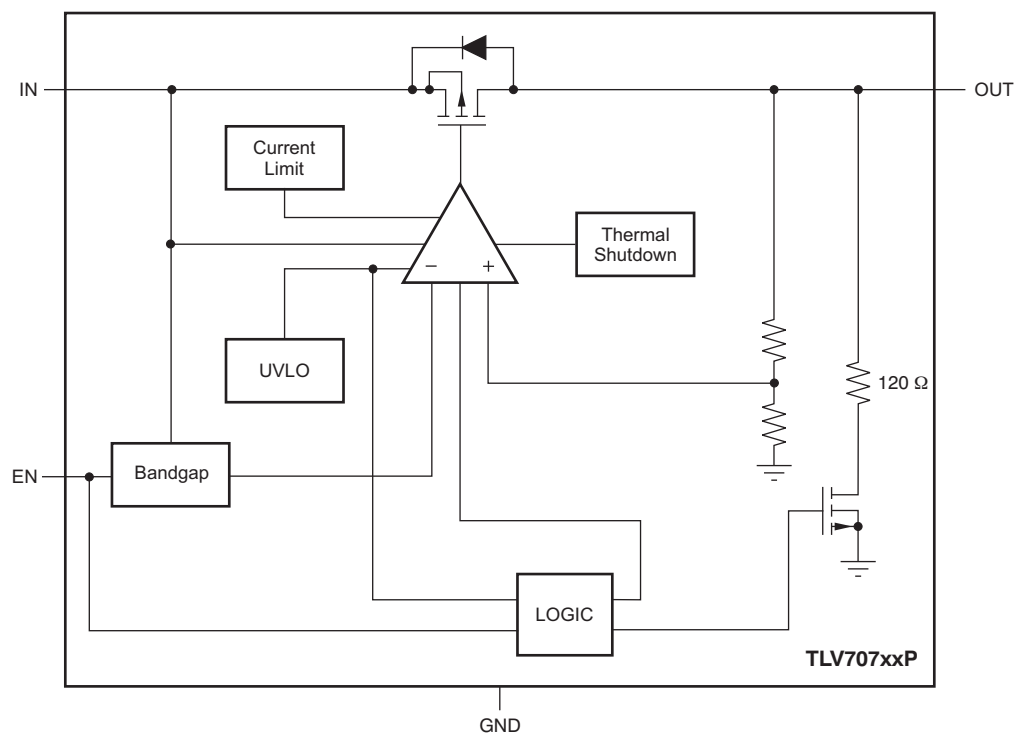 IN
OUT
Current
Limit
Thermal
Shutdown
−
+
UVLO
120 Ω
EN
Bandgap
LOGIC
TLV707xxP
GND